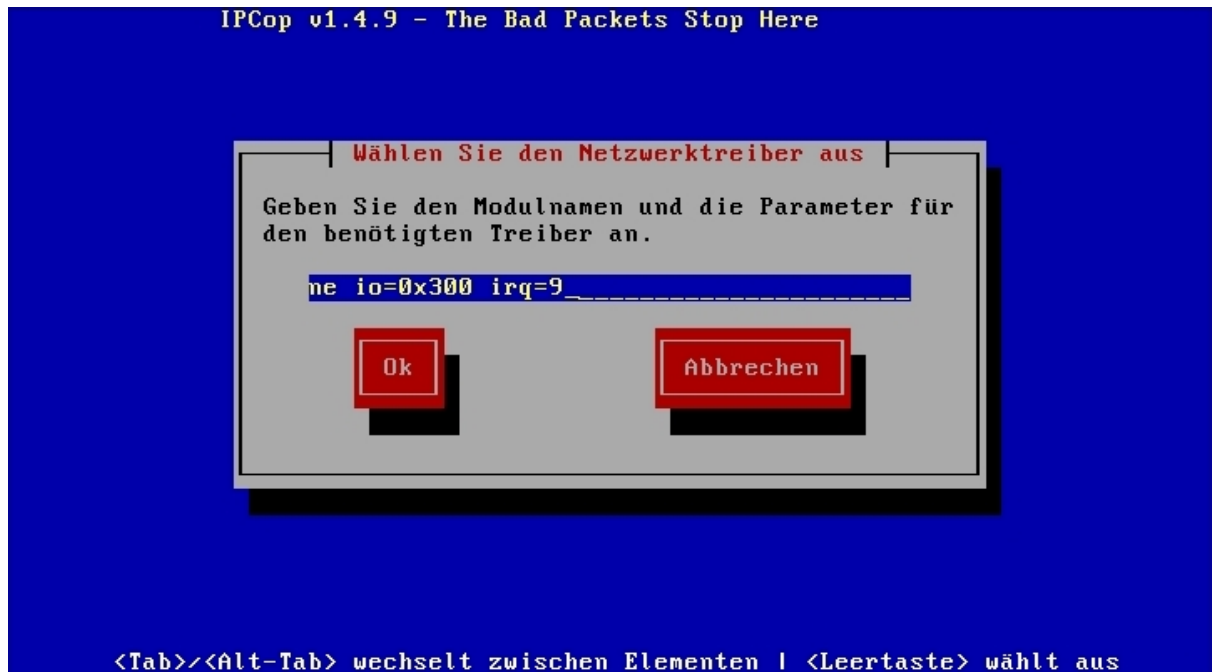 IPCop v1.4.9 - The Bad Packets Stop Here
Wählen Sie den Netzwerktreiber aus
Geben Sie den Modulnamen und die Parameter für
den benötigten Treiber an.
ne io=0x300 irq=9_______________________
Ok
Abbrechen
<Tab>/<Alt-Tab> wechselt zwischen Elementen | <Leertaste> wählt aus